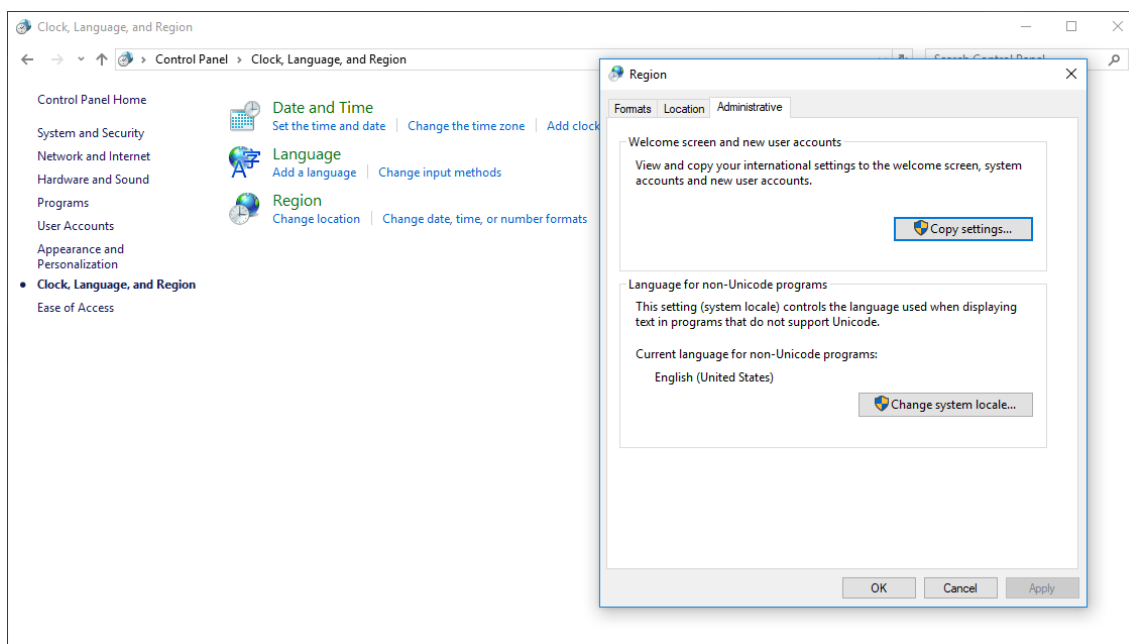 Clock, Language, and Region
Control Panel > Clock, Language, and Region
Control Panel Home
System and Security
Network and Internet
Hardware and Sound
Programs
User Accounts
Appearance and
Personalization
Clock, Language, and Region
Ease of Access
Date and Time
Set the time and date | Change the time zone | Add clock
Language
Add a language | Change input methods
Region
Change location | Change date, time, or number formats
Region
Formats Location Administrative
Welcome screen and new user accounts
View and copy your international settings to the welcome screen, system
accounts and new user accounts.
Copy settings...
Language for non-Unicode programs
This setting (system locale) controls the language used when displaying
text in programs that do not support Unicode.
Current language for non-Unicode programs:
English (United States)
Change system locale...
OK Cancel Apply